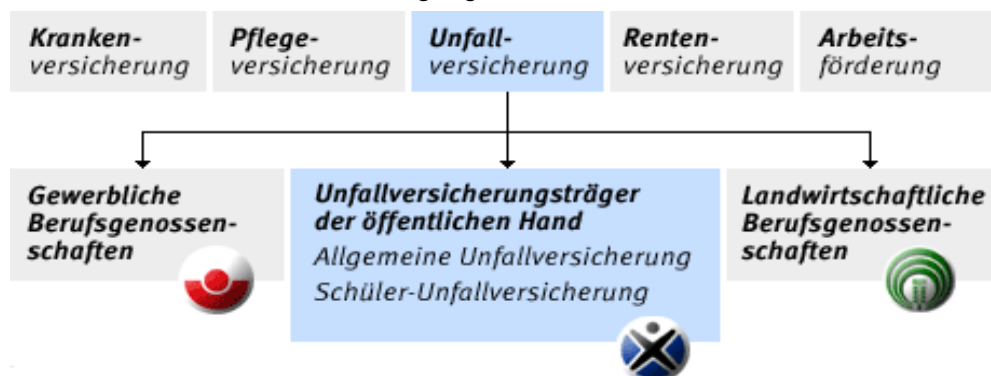 Kranken-
versicherung
Pflege-
versicherung
Unfall-
versicherung
Renten-
versicherung
Arbeits-
förderung
Gewerbliche
Berufsgenossen-
schaften
Unfallversicherungsträger
der öffentlichen Hand
Allgemeine Unfallversicherung
Schüler-Unfallversicherung
Landwirtschaftliche
Berufsgenossen-
schaften